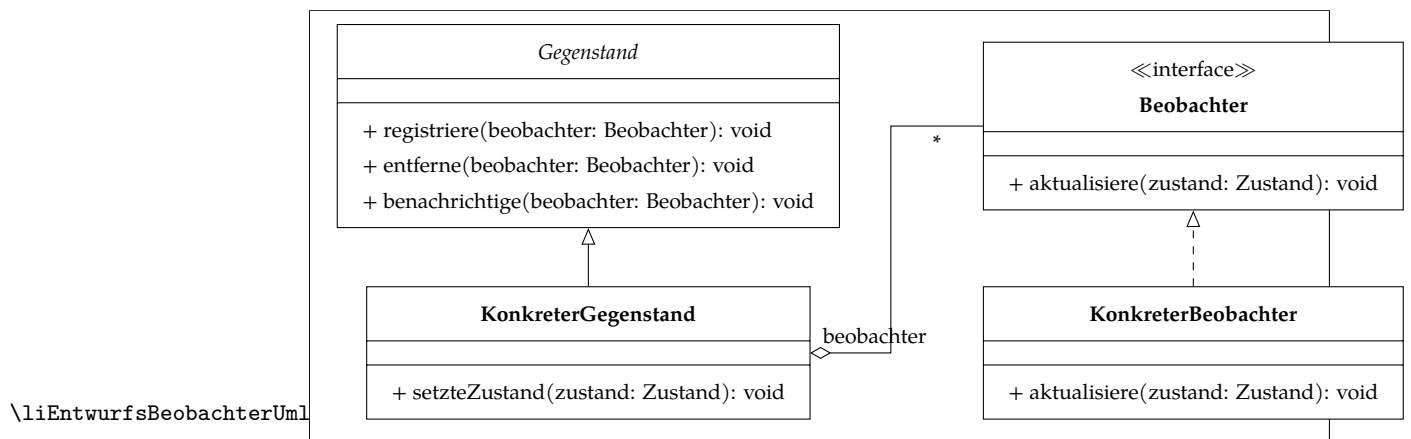 Gegenstand
+ registriere(beobachter: Beobachter): void
+ entferne(beobachter: Beobachter): void
+ benachrichtige(beobachter: Beobachter): void
≪interface≫
Beobachter
+ aktualisiere(zustand: Zustand): void
*
KonkreterGegenstand
+ setzteZustand(zustand: Zustand): void
beobachter
KonkreterBeobachter
+ aktualisiere(zustand: Zustand): void
\liEntwurfsBeobachterUml